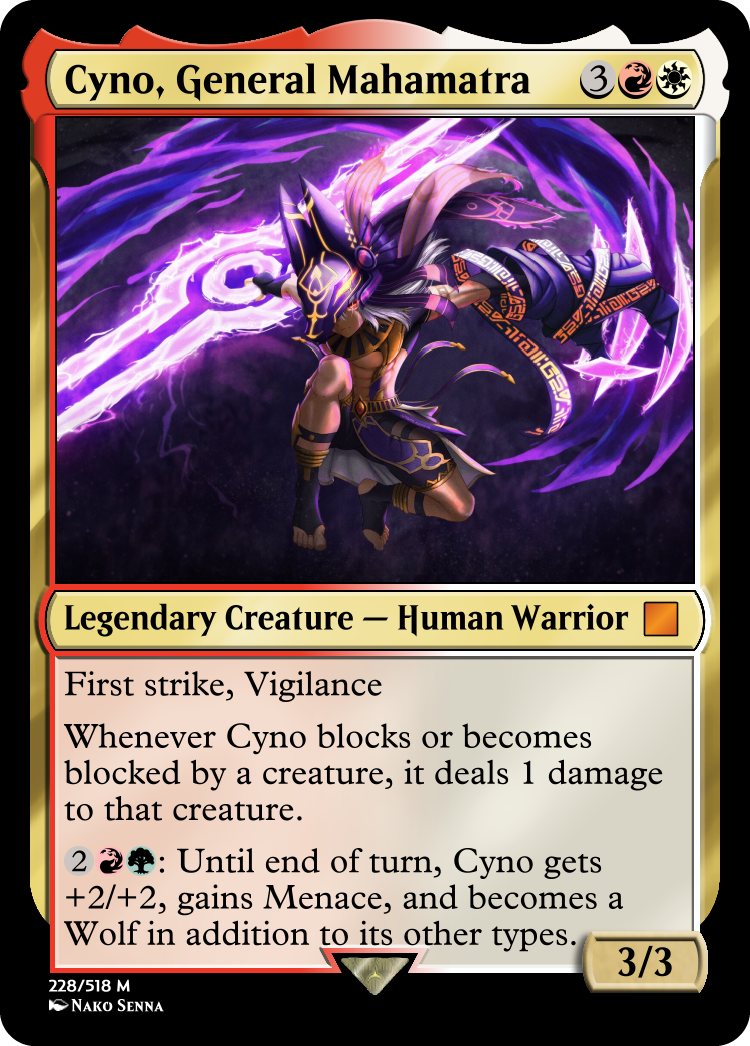 Cyno, General Mahamatra 3
Legendary Creature — Human Warrior
First strike, Vigilance
Whenever Cyno blocks or becomes
blocked by a creature, it deals 1 damage
to that creature.
2 : Until end of turn, Cyno gets
+2/+2, gains Menace, and becomes a
Wolf in addition to its other types.
3/3
228/518 M
Nako Senna